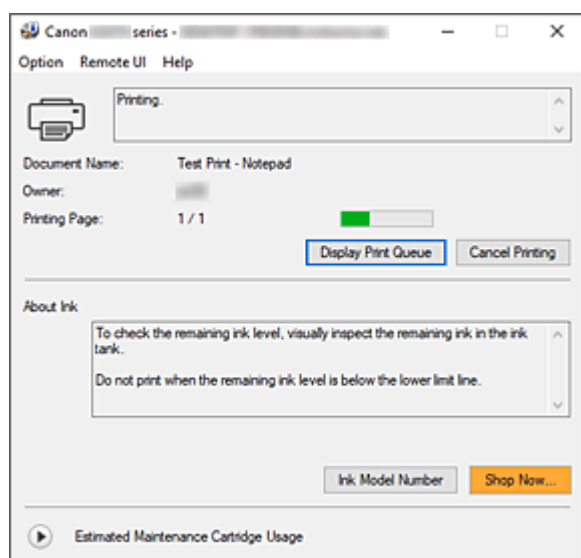 Canon series -
Option Remote UI Help
Printing.
Document Name: Test Print - Notepad
Owner:
Printing Page: 1 / 1
Display Print Queue Cancel Printing
About Ink
To check the remaining ink level, visually inspect the remaining ink in the ink
tank.
Do not print when the remaining ink level is below the lower limit line.
Ink Model Number Shop Now...
Estimated Maintenance Cartridge Usage